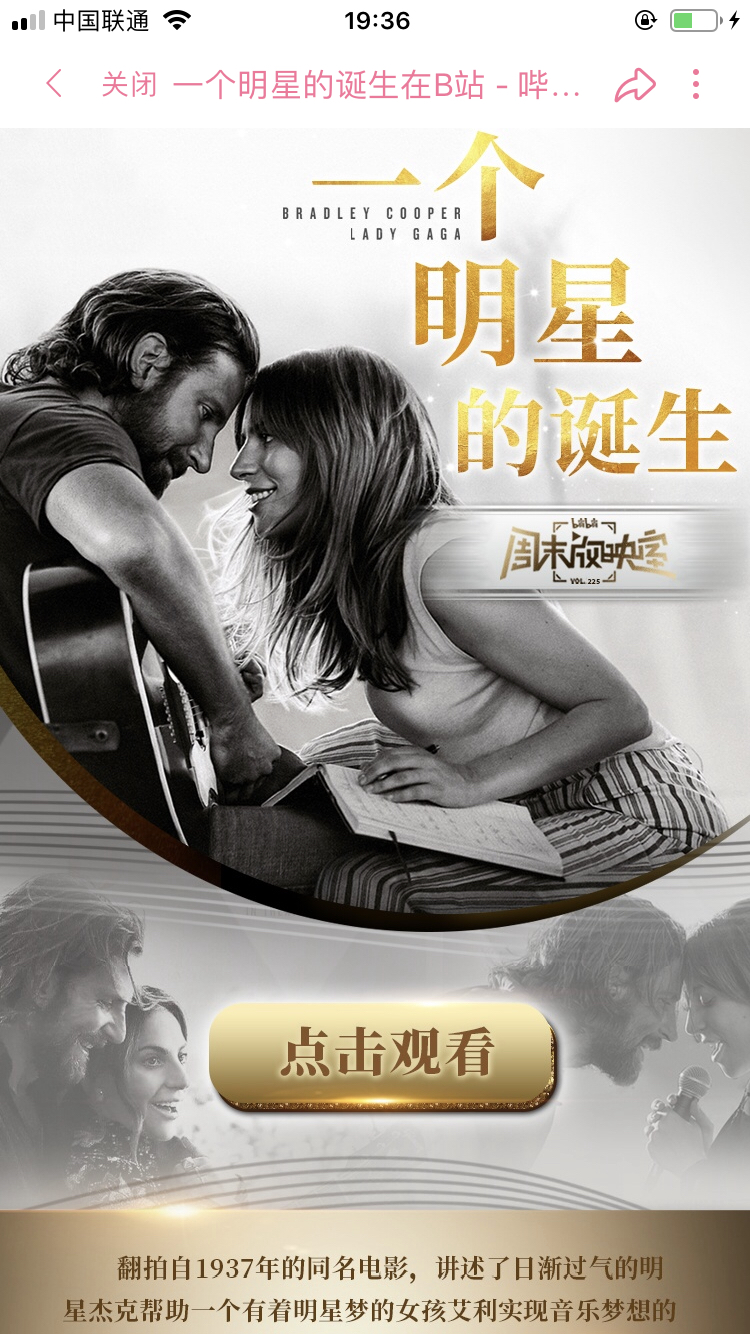 中国联通
19:36
关闭 一个明星的诞生在B站 - 哔...
一个
BRADLEY COOPER
LADY GAGA
明星
的诞生
bilibili
周末放映室
VOL. 225
点击观看
翻拍自1937年的同名电影，讲述了日渐过气的明
星杰克帮助一个有着明星梦的女孩艾利实现音乐梦想的